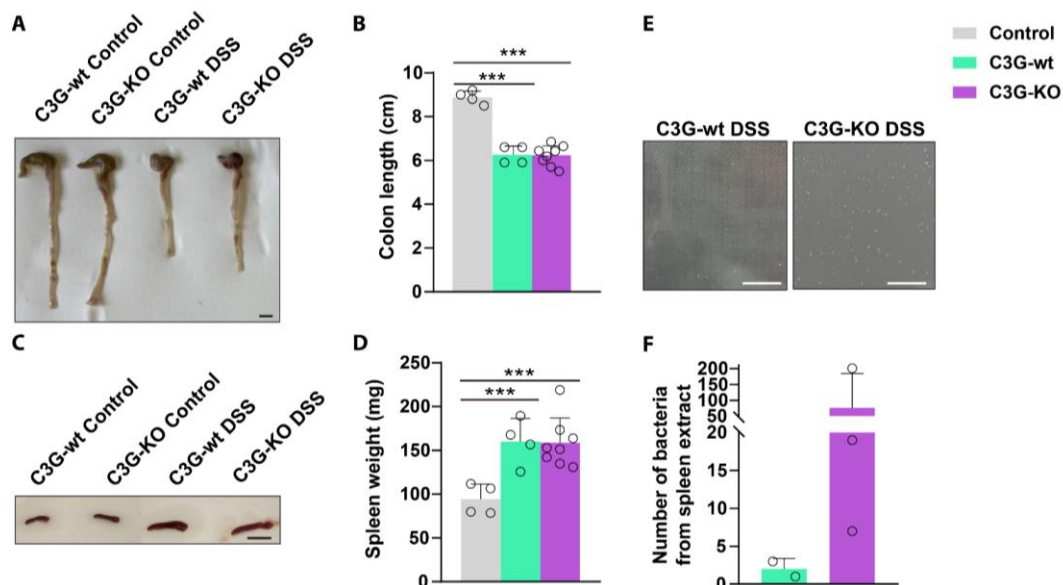 A
C3G-wt Control
C3G-KO Control
C3G-wt DSS
C3G-KO DSS
B
***
***
Colon length (cm)
10
8
6
4
2
0
E
Control
C3G-wt
C3G-KO
C3G-wt DSS
C3G-KO DSS
C
C3G-wt Control
C3G-KO Control
C3G-wt DSS
C3G-KO DSS
D
***
***
Spleen weight (mg)
250
200
150
100
50
0
F
Number of bacteria
from spleen extract
200
150
100
50
20
15
10
5
0